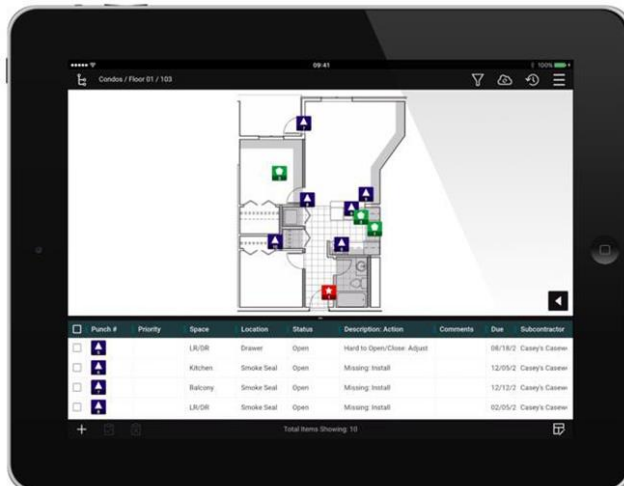 09:41
100%
Condos / Floor 01 / 103
Punch # Priority Space Location Status Description: Action Comments Due Subcontractor
LR/DR Drawer Open Hard to Open/Close: Adjust 08/18/2 Casey's Casew
Kitchen Smoke Seal Open Missing: Install 12/05/2 Casey's Casew
Balcony Smoke Seal Open Missing: Install 12/12/2 Casey's Casew
LR/DR Smoke Seal Open Missing: Install 02/05/2 Casey's Casew
Total Items Showing: 10